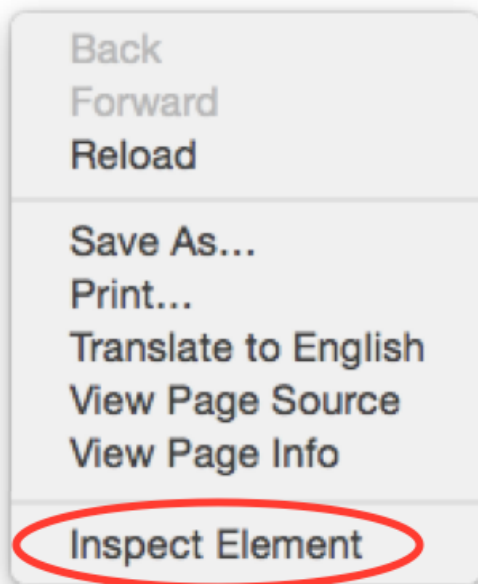 Back
Forward
Reload
Save As...
Print...
Translate to English
View Page Source
View Page Info
Inspect Element